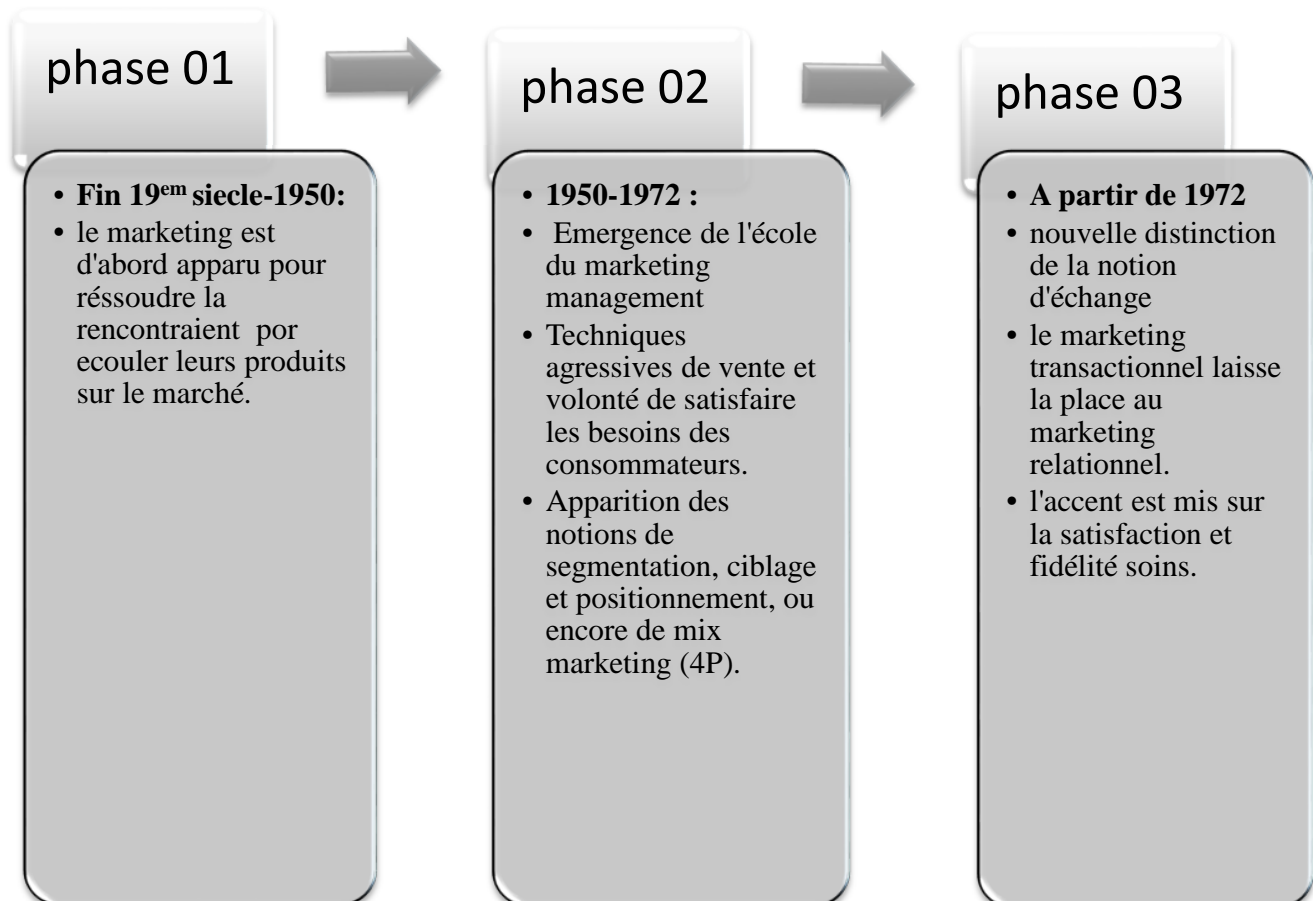 phase 01
• Fin 19em siecle-1950:
• le marketing est
d'abord apparu pour
réssoudre la
rencontraient por
ecouler leurs produits
sur le marché.
phase 02
• 1950-1972 :
• Emergence de l'école
du marketing
management
• Techniques
agressives de vente et
volonté de satisfaire
les besoins des
consommateurs.
• Apparition des
notions de
segmentation, ciblage
et positionnement, ou
encore de mix
marketing (4P).
phase 03
• A partir de 1972
• nouvelle distinction
de la notion
d'échange
• le marketing
transactionnel laisse
la place au
marketing
relationnel.
• l'accent est mis sur
la satisfaction et
fidélité soins.